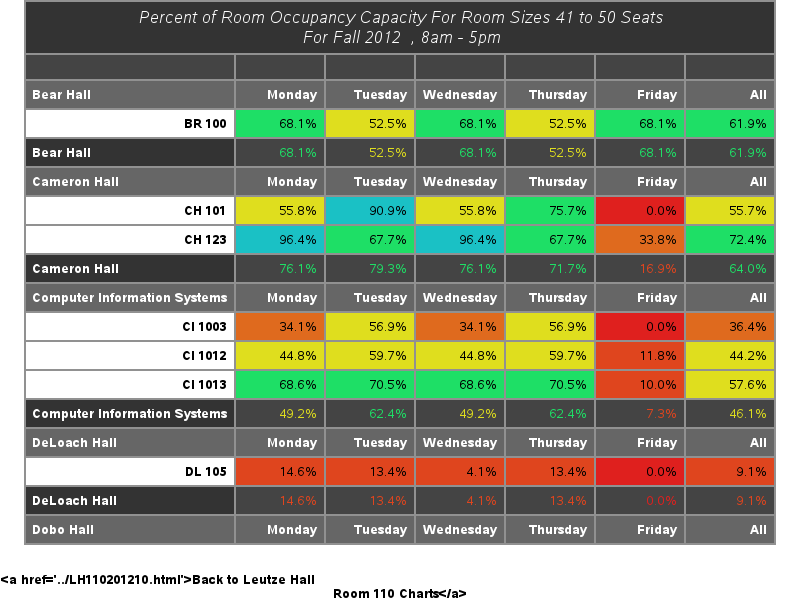 Percent of Room Occupancy Capacity For Room Sizes 41 to 50 Seats
For Fall 2012 , 8am - 5pm
Bear Hall Monday Tuesday Wednesday Thursday Friday All
BR 100 68.1% 52.5% 68.1% 52.5% 68.1% 61.9%
Bear Hall 68.1% 52.5% 68.1% 52.5% 68.1% 61.9%
Cameron Hall Monday Tuesday Wednesday Thursday Friday All
CH 101 55.8% 90.9% 55.8% 75.7% 0.0% 55.7%
CH 123 96.4% 67.7% 96.4% 67.7% 33.8% 72.4%
Cameron Hall 76.1% 79.3% 76.1% 71.7% 16.9% 64.0%
Computer Information Systems Monday Tuesday Wednesday Thursday Friday All
CI 1003 34.1% 56.9% 34.1% 56.9% 0.0% 36.4%
CI 1012 44.8% 59.7% 44.8% 59.7% 11.8% 44.2%
CI 1013 68.6% 70.5% 68.6% 70.5% 10.0% 57.6%
Computer Information Systems 49.2% 62.4% 49.2% 62.4% 7.3% 46.1%
DeLoach Hall Monday Tuesday Wednesday Thursday Friday All
DL 105 14.6% 13.4% 4.1% 13.4% 0.0% 9.1%
DeLoach Hall 14.6% 13.4% 4.1% 13.4% 0.0% 9.1%
Dobo Hall Monday Tuesday Wednesday Thursday Friday All
<a href='../LH110201210.html'>Back to Leutze Hall
Room 110 Charts</a>